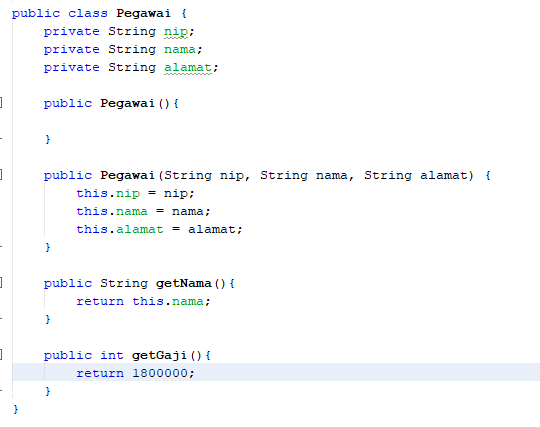 public class Pegawai {
    private String nip;
    private String nama;
    private String alamat;
    public Pegawai(){
    }
    public Pegawai(String nip, String nama, String alamat) {
        this.nip = nip;
        this.nama = nama;
        this.alamat = alamat;
    }
    public String getNama(){
        return this.nama;
    }
    public int getGaji(){
        return 1800000;
    }
}